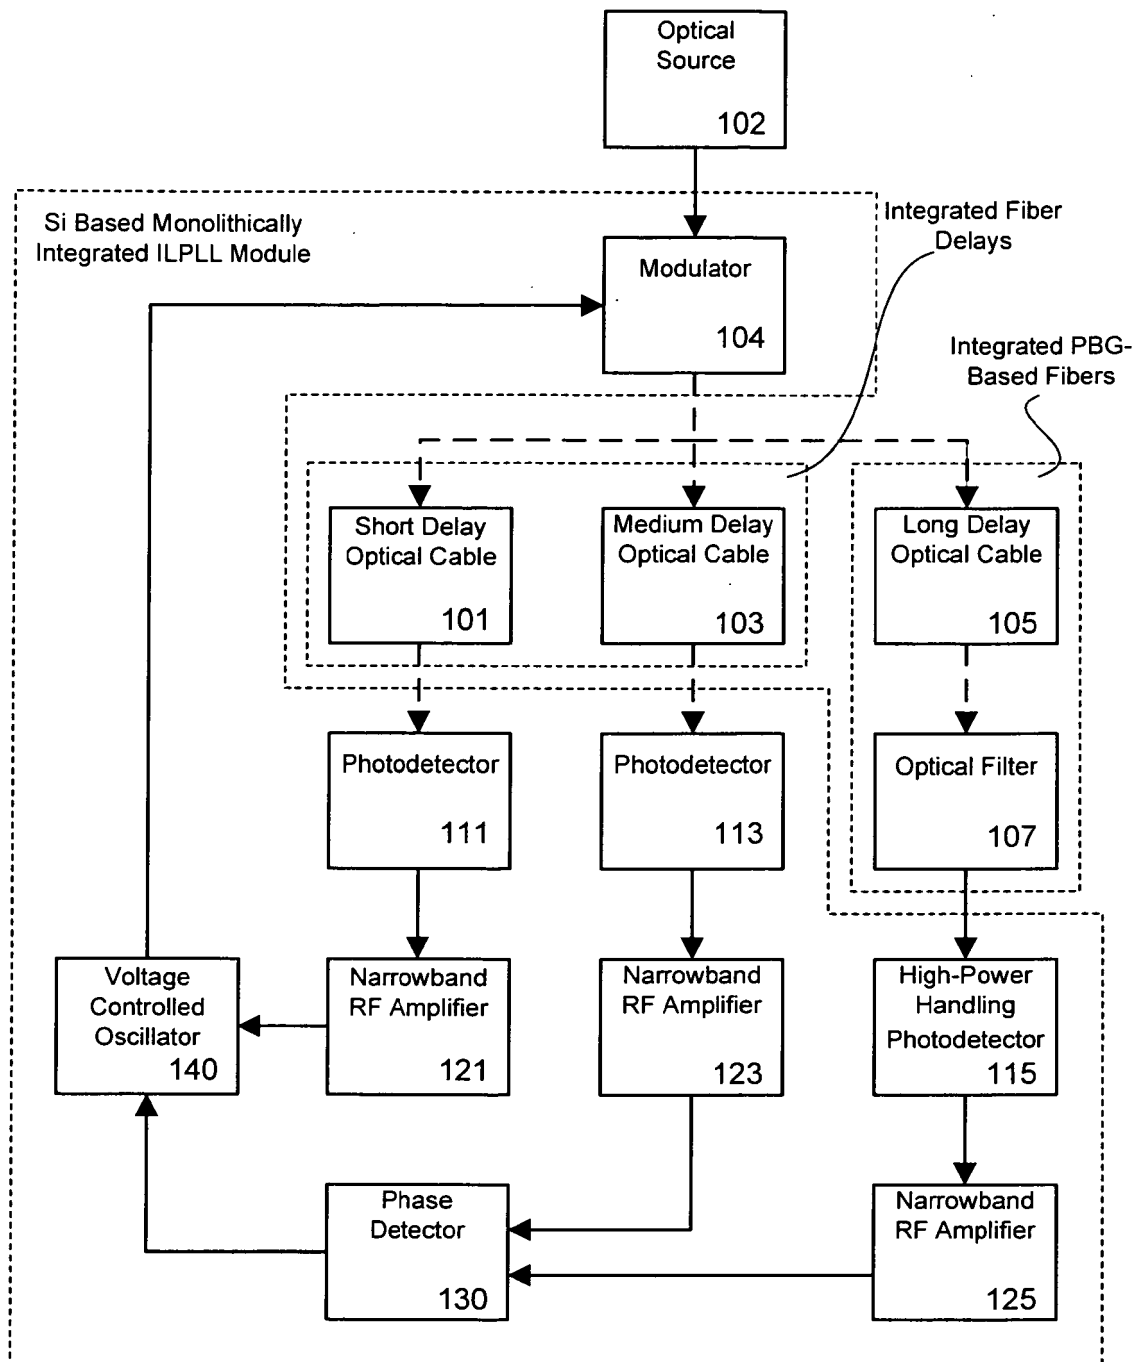 Optical
Source
102
Si Based Monolithically
Integrated ILPLL Module
Integrated Fiber
Delays
Modulator
104
Integrated PBG-
Based Fibers
Short Delay
Optical Cable
101
Medium Delay
Optical Cable
103
Long Delay
Optical Cable
105
Photodetector
111
Photodetector
113
Optical Filter
107
Voltage
Controlled
Oscillator
140
Narrowband
RF Amplifier
121
Narrowband
RF Amplifier
123
High-Power
Handling
Photodetector
115
Phase
Detector
130
Narrowband
RF Amplifier
125